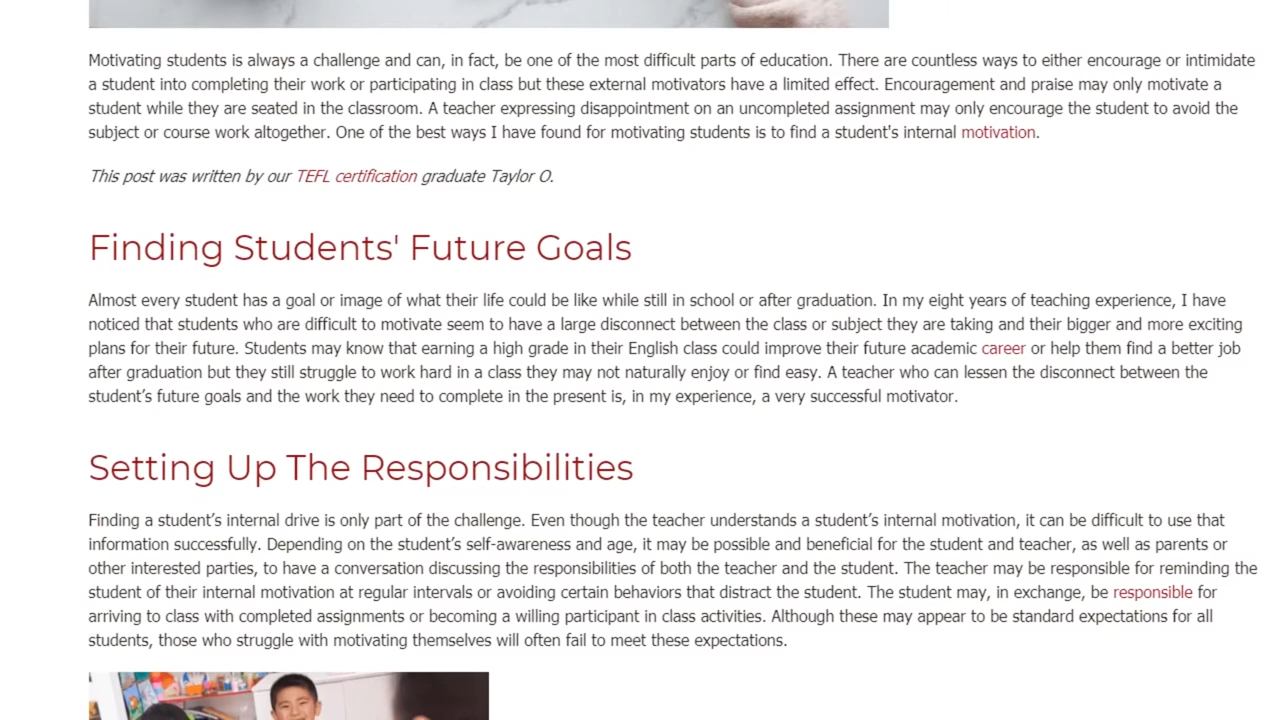 Motivating students is always a challenge and can, in fact, be one of the most difficult parts of education. There are countless ways to either encourage or intimidate
a student into completing their work or participating in class but these external motivators have a limited effect. Encouragement and praise may only motivate a
student while they are seated in the classroom. A teacher expressing disappointment on an uncompleted assignment may only encourage the student to avoid the
subject or course work altogether. One of the best ways I have found for motivating students is to find a student's internal motivation.
This post was written by our TEFL certification graduate Taylor O.
Finding Students' Future Goals
Almost every student has a goal or image of what their life could be like while still in school or after graduation. In my eight years of teaching experience, I have
noticed that students who are difficult to motivate seem to have a large disconnect between the class or subject they are taking and their bigger and more exciting
plans for their future. Students may know that earning a high grade in their English class could improve their future academic career or help them find a better job
after graduation but they still struggle to work hard in a class they may not naturally enjoy or find easy. A teacher who can lessen the disconnect between the
student’s future goals and the work they need to complete in the present is, in my experience, a very successful motivator.
Setting Up The Responsibilities
Finding a student’s internal drive is only part of the challenge. Even though the teacher understands a student’s internal motivation, it can be difficult to use that
information successfully. Depending on the student’s self-awareness and age, it may be possible and beneficial for the student and teacher, as well as parents or
other interested parties, to have a conversation discussing the responsibilities of both the teacher and the student. The teacher may be responsible for reminding the
student of their internal motivation at regular intervals or avoiding certain behaviors that distract the student. The student may, in exchange, be responsible for
arriving to class with completed assignments or becoming a willing participant in class activities. Although these may appear to be standard expectations for all
students, those who struggle with motivating themselves will often fail to meet these expectations.